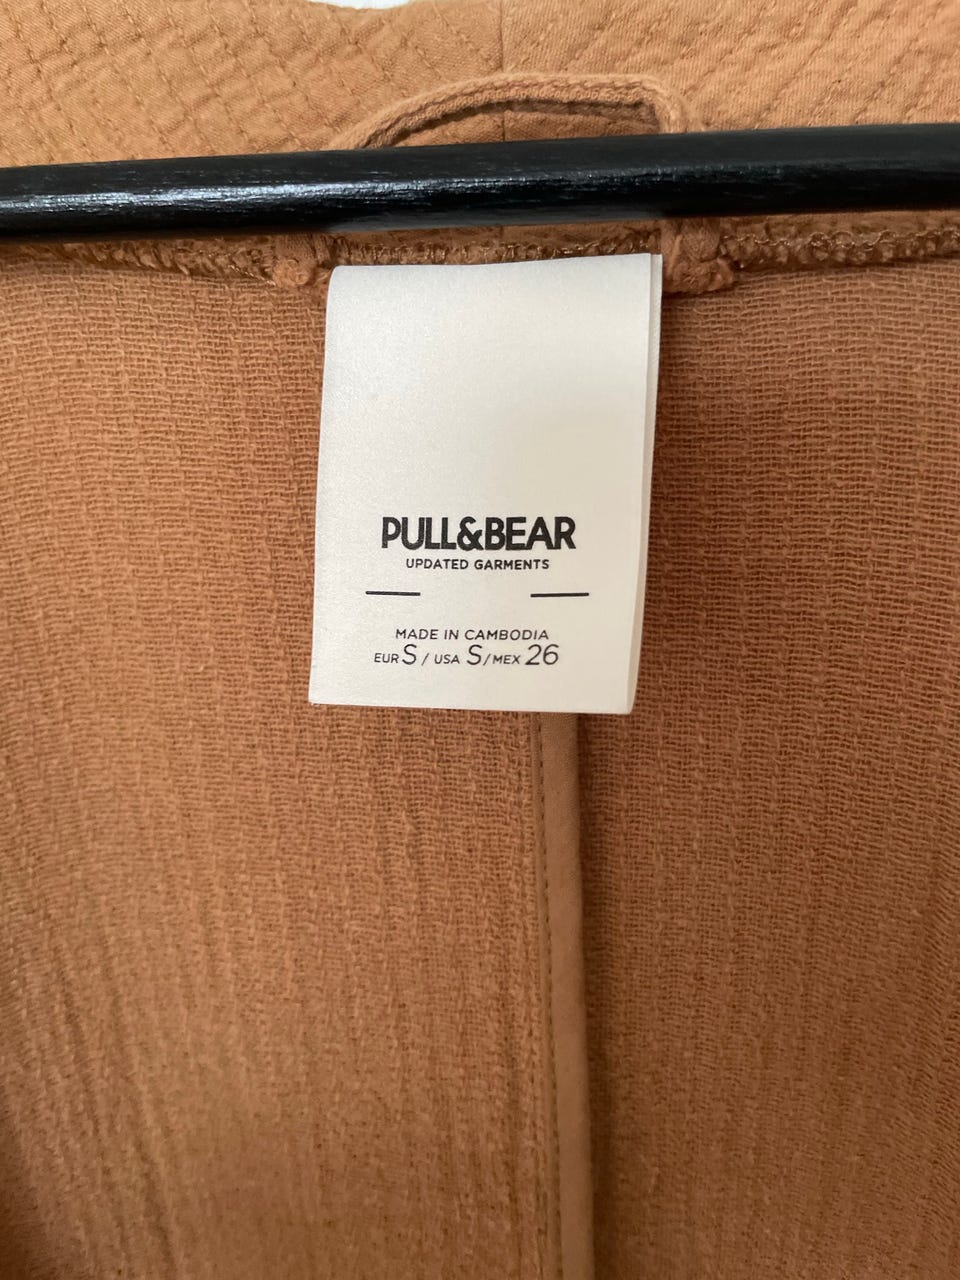 PULL&BEAR
UPDATED GARMENTS
MADE IN CAMBODIA
EUR S / USA S/MEX 26